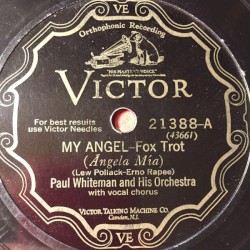 VE
Orthophonic Recording
"HIS MASTER'S VOICE"
VICTOR
For best results
use Victor Needles
21388-A
(43661)
MY ANGEL-Fox Trot
(Angela Mia)
(Lew Pollack-Erno Rapee)
Paul Whiteman and His Orchestra
with vocal chorus
VICTOR TALKING MACHINE CO.
Camden, N.J.
VE